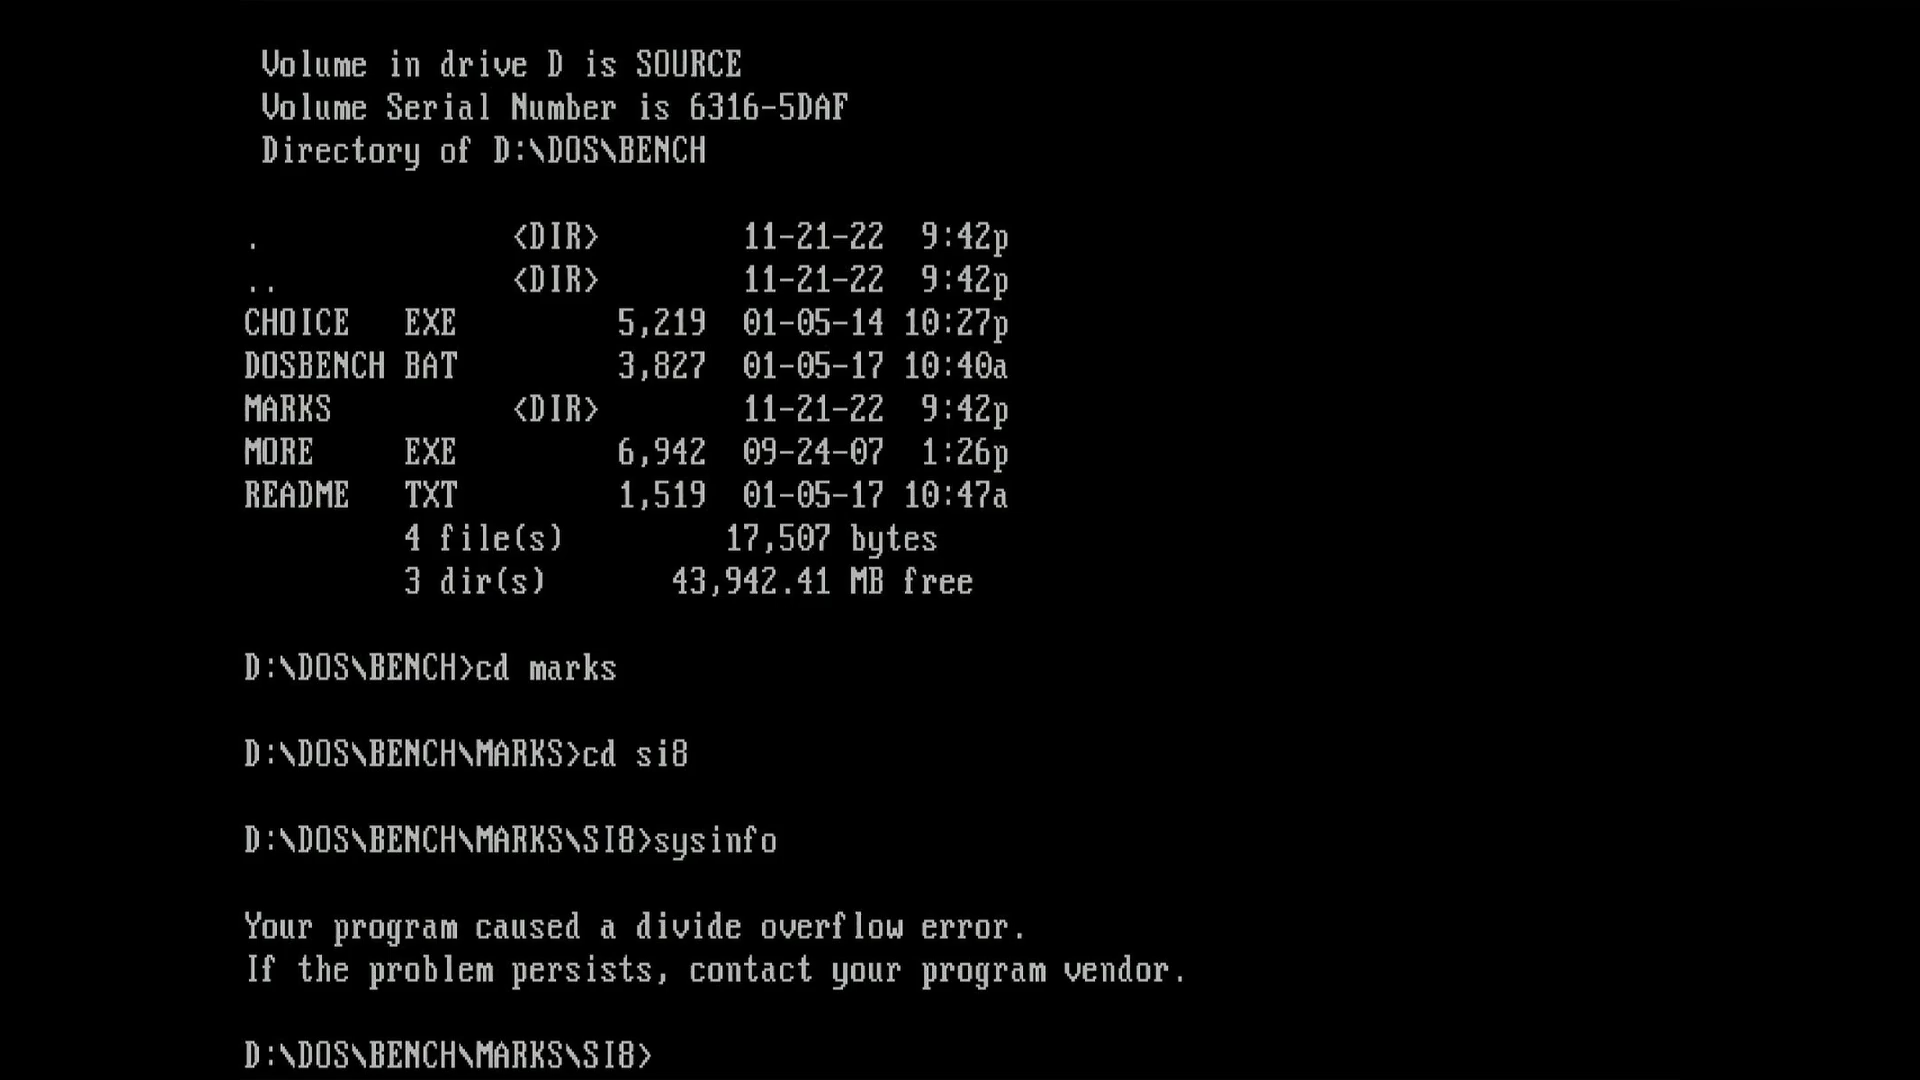 Volume in drive D is SOURCE
Volume Serial Number is 6316-5DAF
Directory of D:\DOS\BENCH
. <DIR> 11-21-22 9:42p
.. <DIR> 11-21-22 9:42p
CHOICE EXE 5,219 01-05-14 10:27p
DOSBENCH BAT 3,827 01-05-17 10:40a
MARKS <DIR> 11-21-22 9:42p
MORE EXE 6,942 09-24-07 1:26p
README TXT 1,519 01-05-17 10:47a
4 file(s) 17,507 bytes
3 dir(s) 43,942.41 MB free
D:\DOS\BENCH>cd marks
D:\DOS\BENCH\MARKS>cd si8
D:\DOS\BENCH\MARKS\SI8>sysinfo
Your program caused a divide overflow error.
If the problem persists, contact your program vendor.
D:\DOS\BENCH\MARKS\SI8>